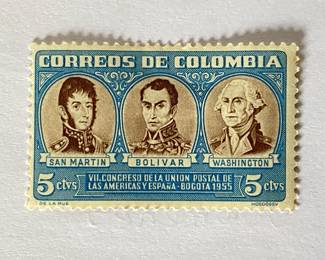 CORREOS DE COLOMBIA
SAN MARTIN BOLIVAR WASHINGTON
5 ctvs VII. CONGRESO DE LA UNION POSTAL DE 5 ctvs
LAS AMERICAS Y ESPAÑA - BOGOTA 1955
DE LA RUE